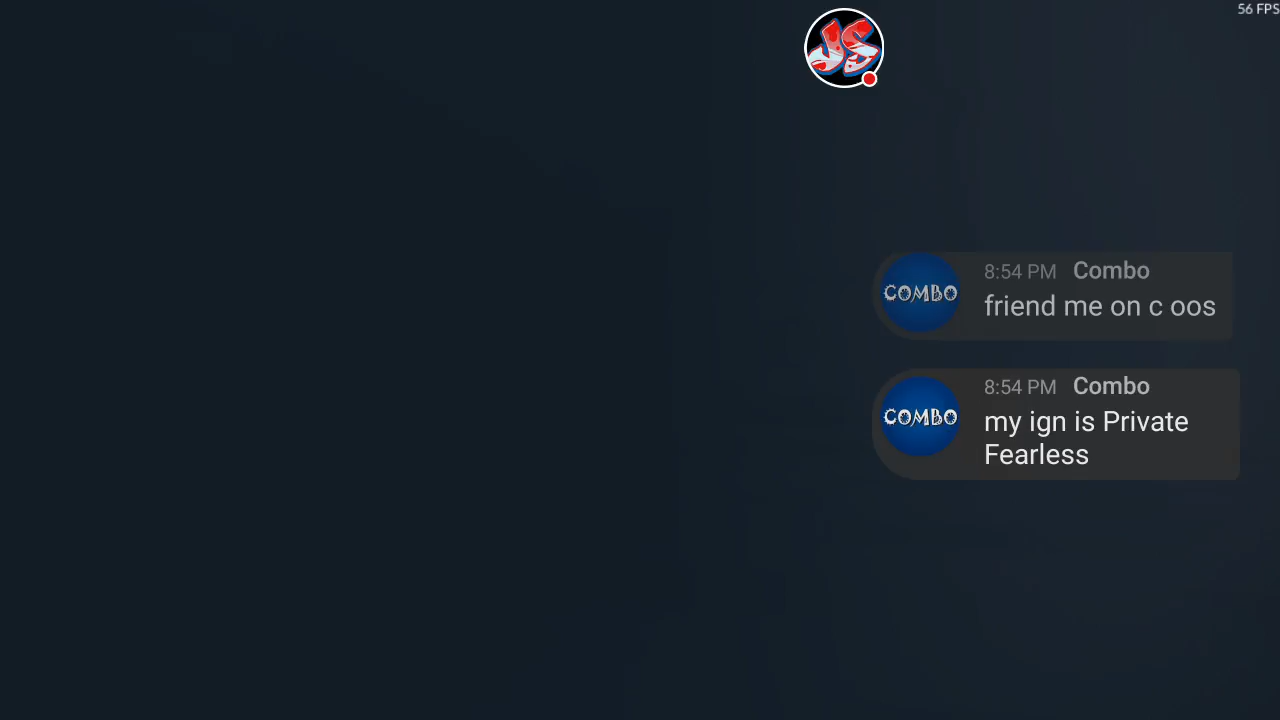 56 FPS
JS
8:54 PM Combo
COMBO
friend me on c oos
8:54 PM Combo
COMBO
my ign is Private
Fearless